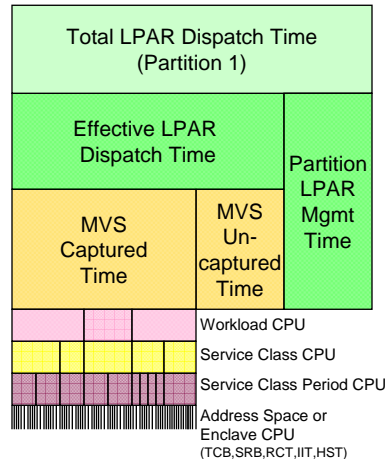 Total LPAR Dispatch Time
(Partition 1)
Effective LPAR
Dispatch Time
Partition
LPAR
Mgmt
Time
MVS
Captured
Time
MVS
Un-
captured
Time
Workload CPU
Service Class CPU
Service Class Period CPU
Address Space or
Enclave CPU
(TCB,SRB,RCT,IIT,HST)